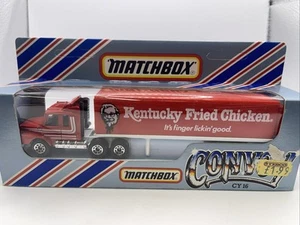 MATCHBOX
Kentucky Fried Chicken.
It's finger lickin' good.
MATCHBOX
CONVOY
CY 16